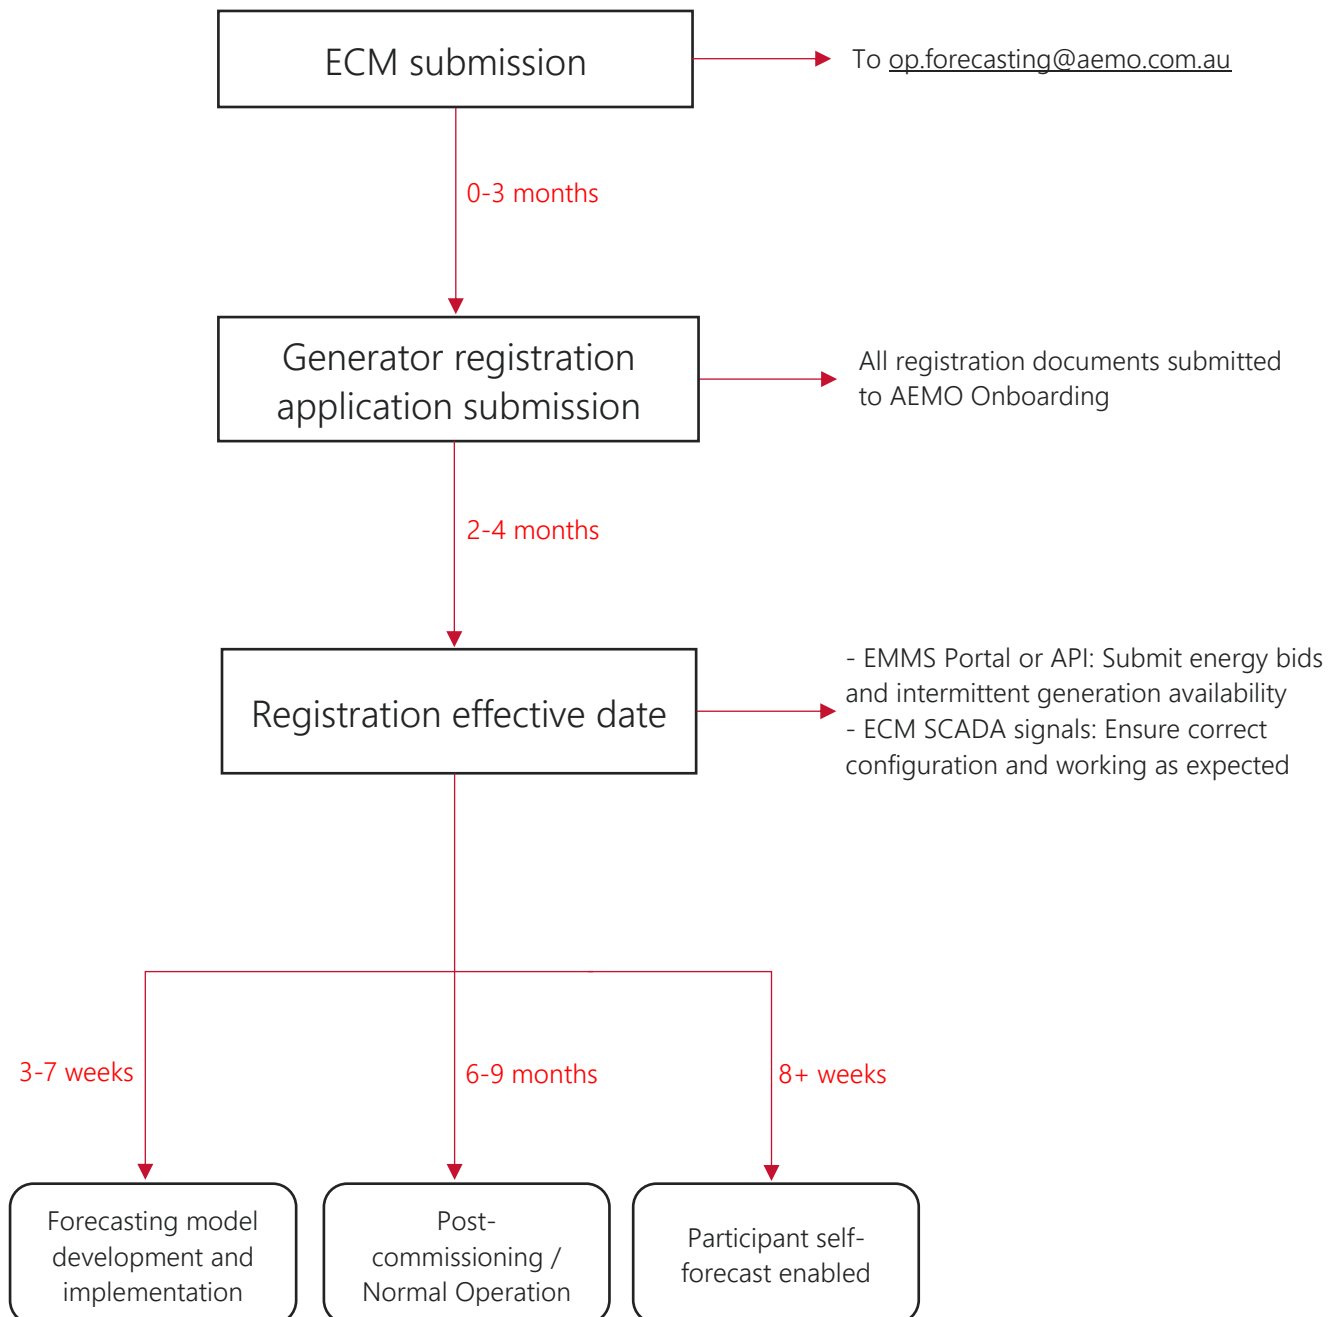 ECM submission
To op.forecasting@aemo.com.au
0-3 months
Generator registration
application submission
All registration documents submitted
to AEMO Onboarding
2-4 months
Registration effective date
- EMMS Portal or API: Submit energy bids
and intermittent generation availability
- ECM SCADA signals: Ensure correct
configuration and working as expected
3-7 weeks
6-9 months
8+ weeks
Forecasting model
development and
implementation
Post-
commissioning /
Normal Operation
Participant self-
forecast enabled